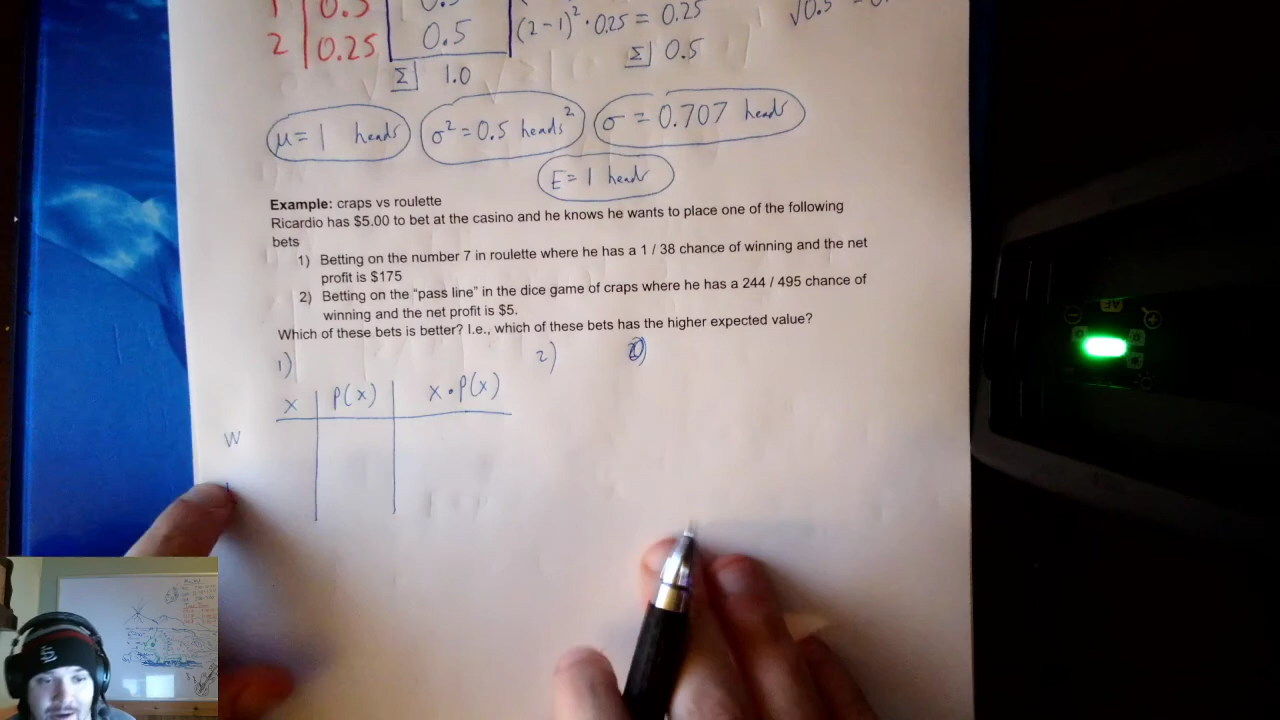 2 | 0.25 0.5 (2-1)²·0.25 = 0.25
Σ| 1.0 Σ| 0.5
μ = 1 heads σ² = 0.5 heads² σ = 0.707 heads
E = 1 heads
Example: craps vs roulette
Ricardio has $5.00 to bet at the casino and he knows he wants to place one of the following
bets
1) Betting on the number 7 in roulette where he has a 1 / 38 chance of winning and the net
profit is $175
2) Betting on the “pass line” in the dice game of craps where he has a 244 / 495 chance of
winning and the net profit is $5.
Which of these bets is better? I.e., which of these bets has the higher expected value?
1) 2)
x | P(x) | x·P(x)
W